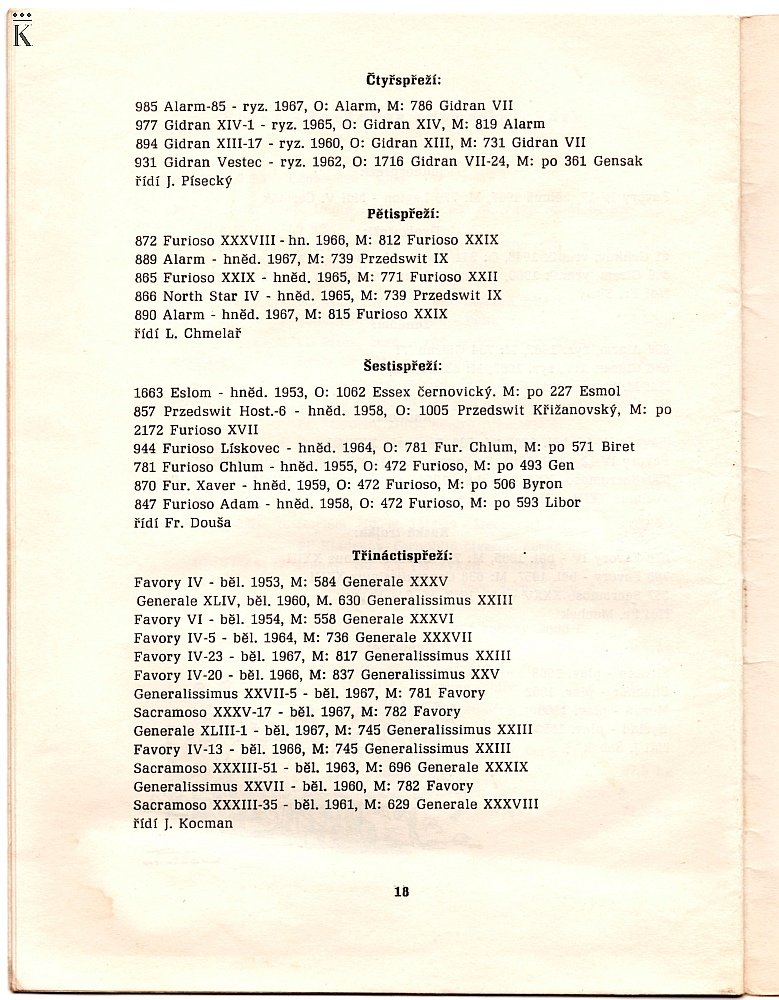 K
Čtyřspřeží:
985 Alarm-85 - ryz. 1967, O: Alarm, M: 786 Gidran VII
977 Gidran XIV-1 - ryz. 1965, O: Gidran XIV, M: 819 Alarm
894 Gidran XIII-17 - ryz. 1960, O: Gidran XIII, M: 731 Gidran VII
931 Gidran Vestec - ryz. 1962, O: 1716 Gidran VII-24, M: po 361 Gensak
řídí J. Písecký
Pětispřeží:
872 Furioso XXXVIII - hn. 1966, M: 812 Furioso XXIX
889 Alarm - hněd. 1967, M: 739 Przedswit IX
865 Furioso XXIX - hněd. 1965, M: 771 Furioso XXII
866 North Star IV - hněd. 1965, M: 739 Przedswit IX
890 Alarm - hněd. 1967, M: 815 Furioso XXIX
řídí L. Chmelař
Šestispřeží:
1663 Eslom - hněd. 1953, O: 1062 Essex černovický. M: po 227 Esmol
857 Przedswit Host.-6 - hněd. 1958, O: 1005 Przedswit Křižanovský, M: po
2172 Furioso XVII
944 Furioso Lískovec - hněd. 1964, O: 781 Fur. Chlum, M: po 571 Biret
781 Furioso Chlum - hněd. 1955, O: 472 Furioso, M: po 493 Gen
870 Fur. Xaver - hněd. 1959, O: 472 Furioso, M: po 506 Byron
847 Furioso Adam - hněd. 1958, O: 472 Furioso, M: po 593 Libor
řídí Fr. Douša
Třináctispřeží:
Favory IV - běl. 1953, M: 584 Generale XXXV
Generale XLIV, běl. 1960, M. 630 Generalissimus XXIII
Favory VI - běl. 1954, M: 558 Generale XXXVI
Favory IV-5 - běl. 1964, M: 736 Generale XXXVII
Favory IV-23 - běl. 1967, M: 817 Generalissimus XXIII
Favory IV-20 - běl. 1966, M: 837 Generalissimus XXV
Generalissimus XXVII-5 - běl. 1967, M: 781 Favory
Sacramoso XXXV-17 - běl. 1967, M: 782 Favory
Generale XLIII-1 - běl. 1967, M: 745 Generalissimus XXIII
Favory IV-13 - běl. 1966, M: 745 Generalissimus XXIII
Sacramoso XXXIII-51 - běl. 1963, M: 696 Generale XXXIX
Generalissimus XXVII - běl. 1960, M: 782 Favory
Sacramoso XXXIII-35 - běl. 1961, M: 629 Generale XXXVIII
řídí J. Kocman
18